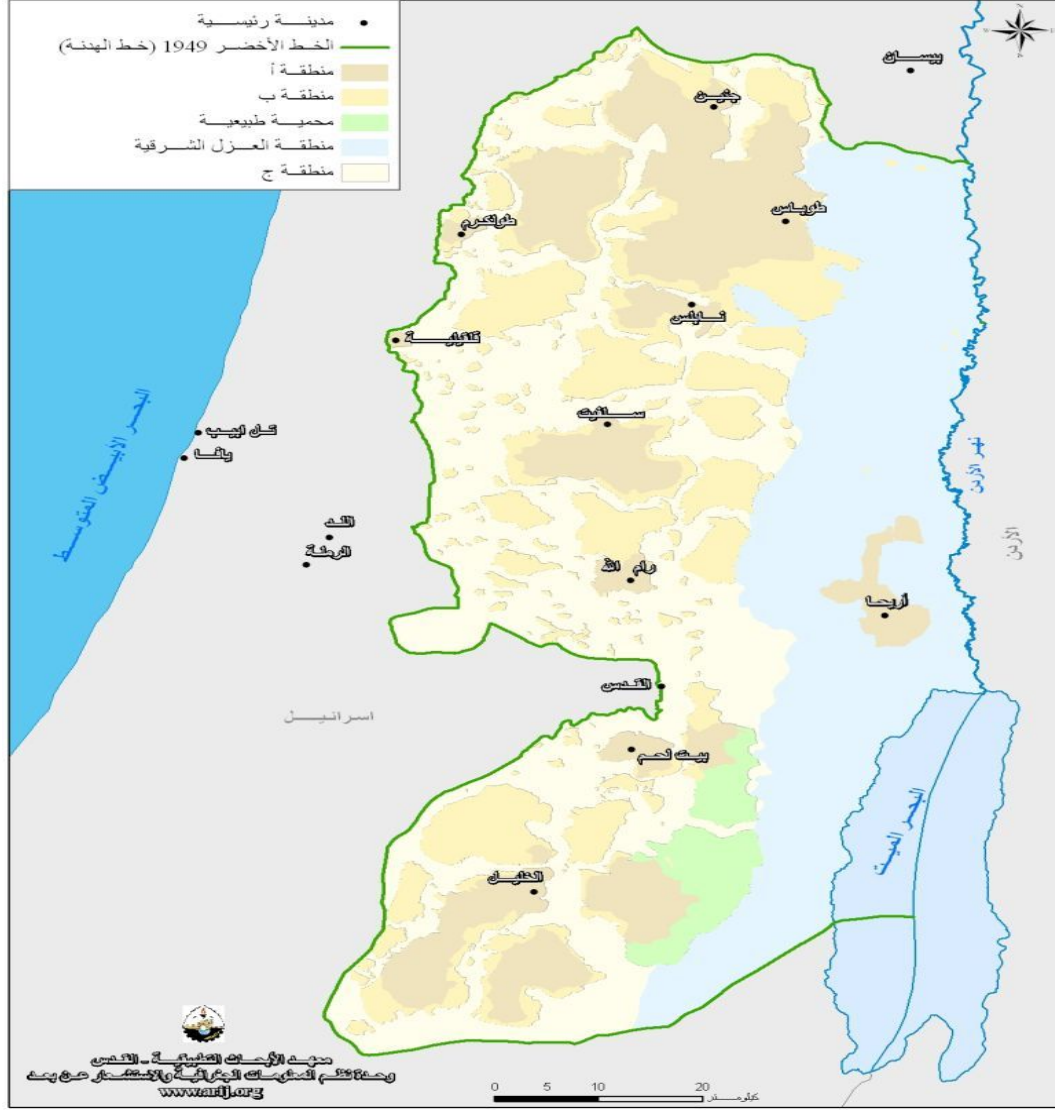 مدينة رئيسية
الخط الأخضر 1949 (خط الهدنة)
منطقة أ
منطقة ب
محمية طبيعية
منطقة العزل الشرقية
منطقة ج
بيسان
جنين
طوباس
طولكرم
نابلس
قلقيلية
سلفيت
تل ابيب
يافا
البحر الأبيض المتوسط
اللد
الرملة
رام الله
أريحا
نهر الأردن
الأردن
القدس
اسرائيل
بيت لحم
البحر الميت
الخليل
معهد الأبحاث التطبيقية - القدس
وحدة نظم المعلومات الجغرافية والاستشعار عن بعد
www.arij.org
0 5 10 20
كيلومتر